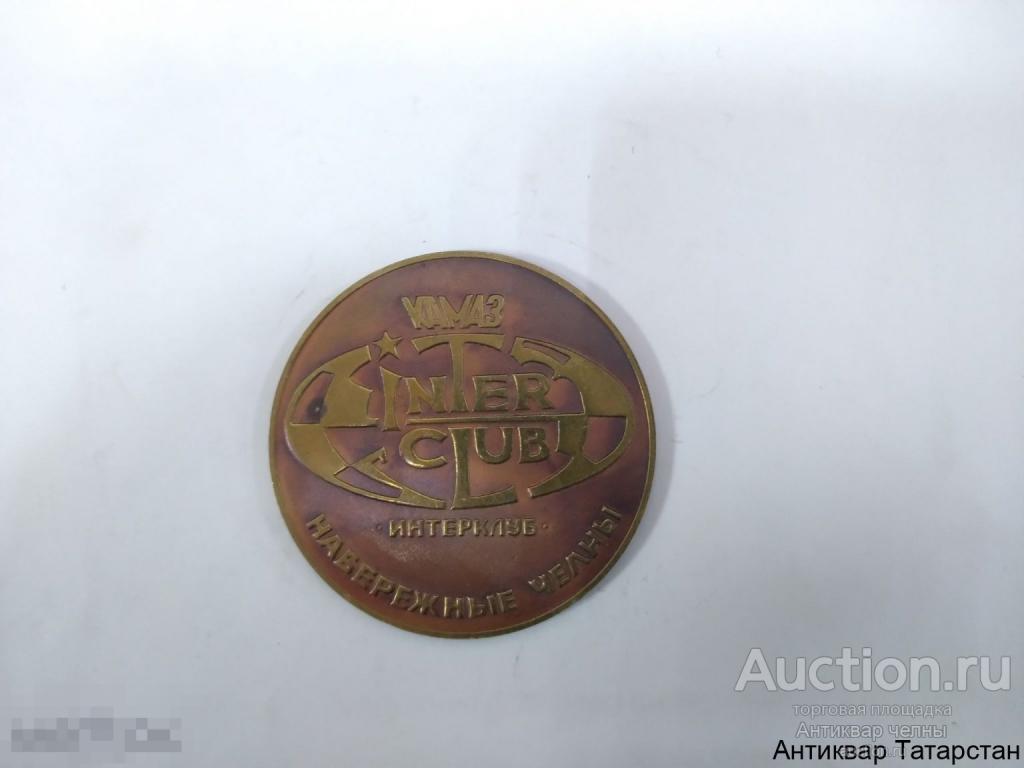 КАМАЗ
INTER
CLUB
·ИНТЕРКЛУБ·
НАБЕРЕЖНЫЕ ЧЕЛНЫ
Auction.ru
торговая площадка
Антиквар челны
Антиквар Татарстан